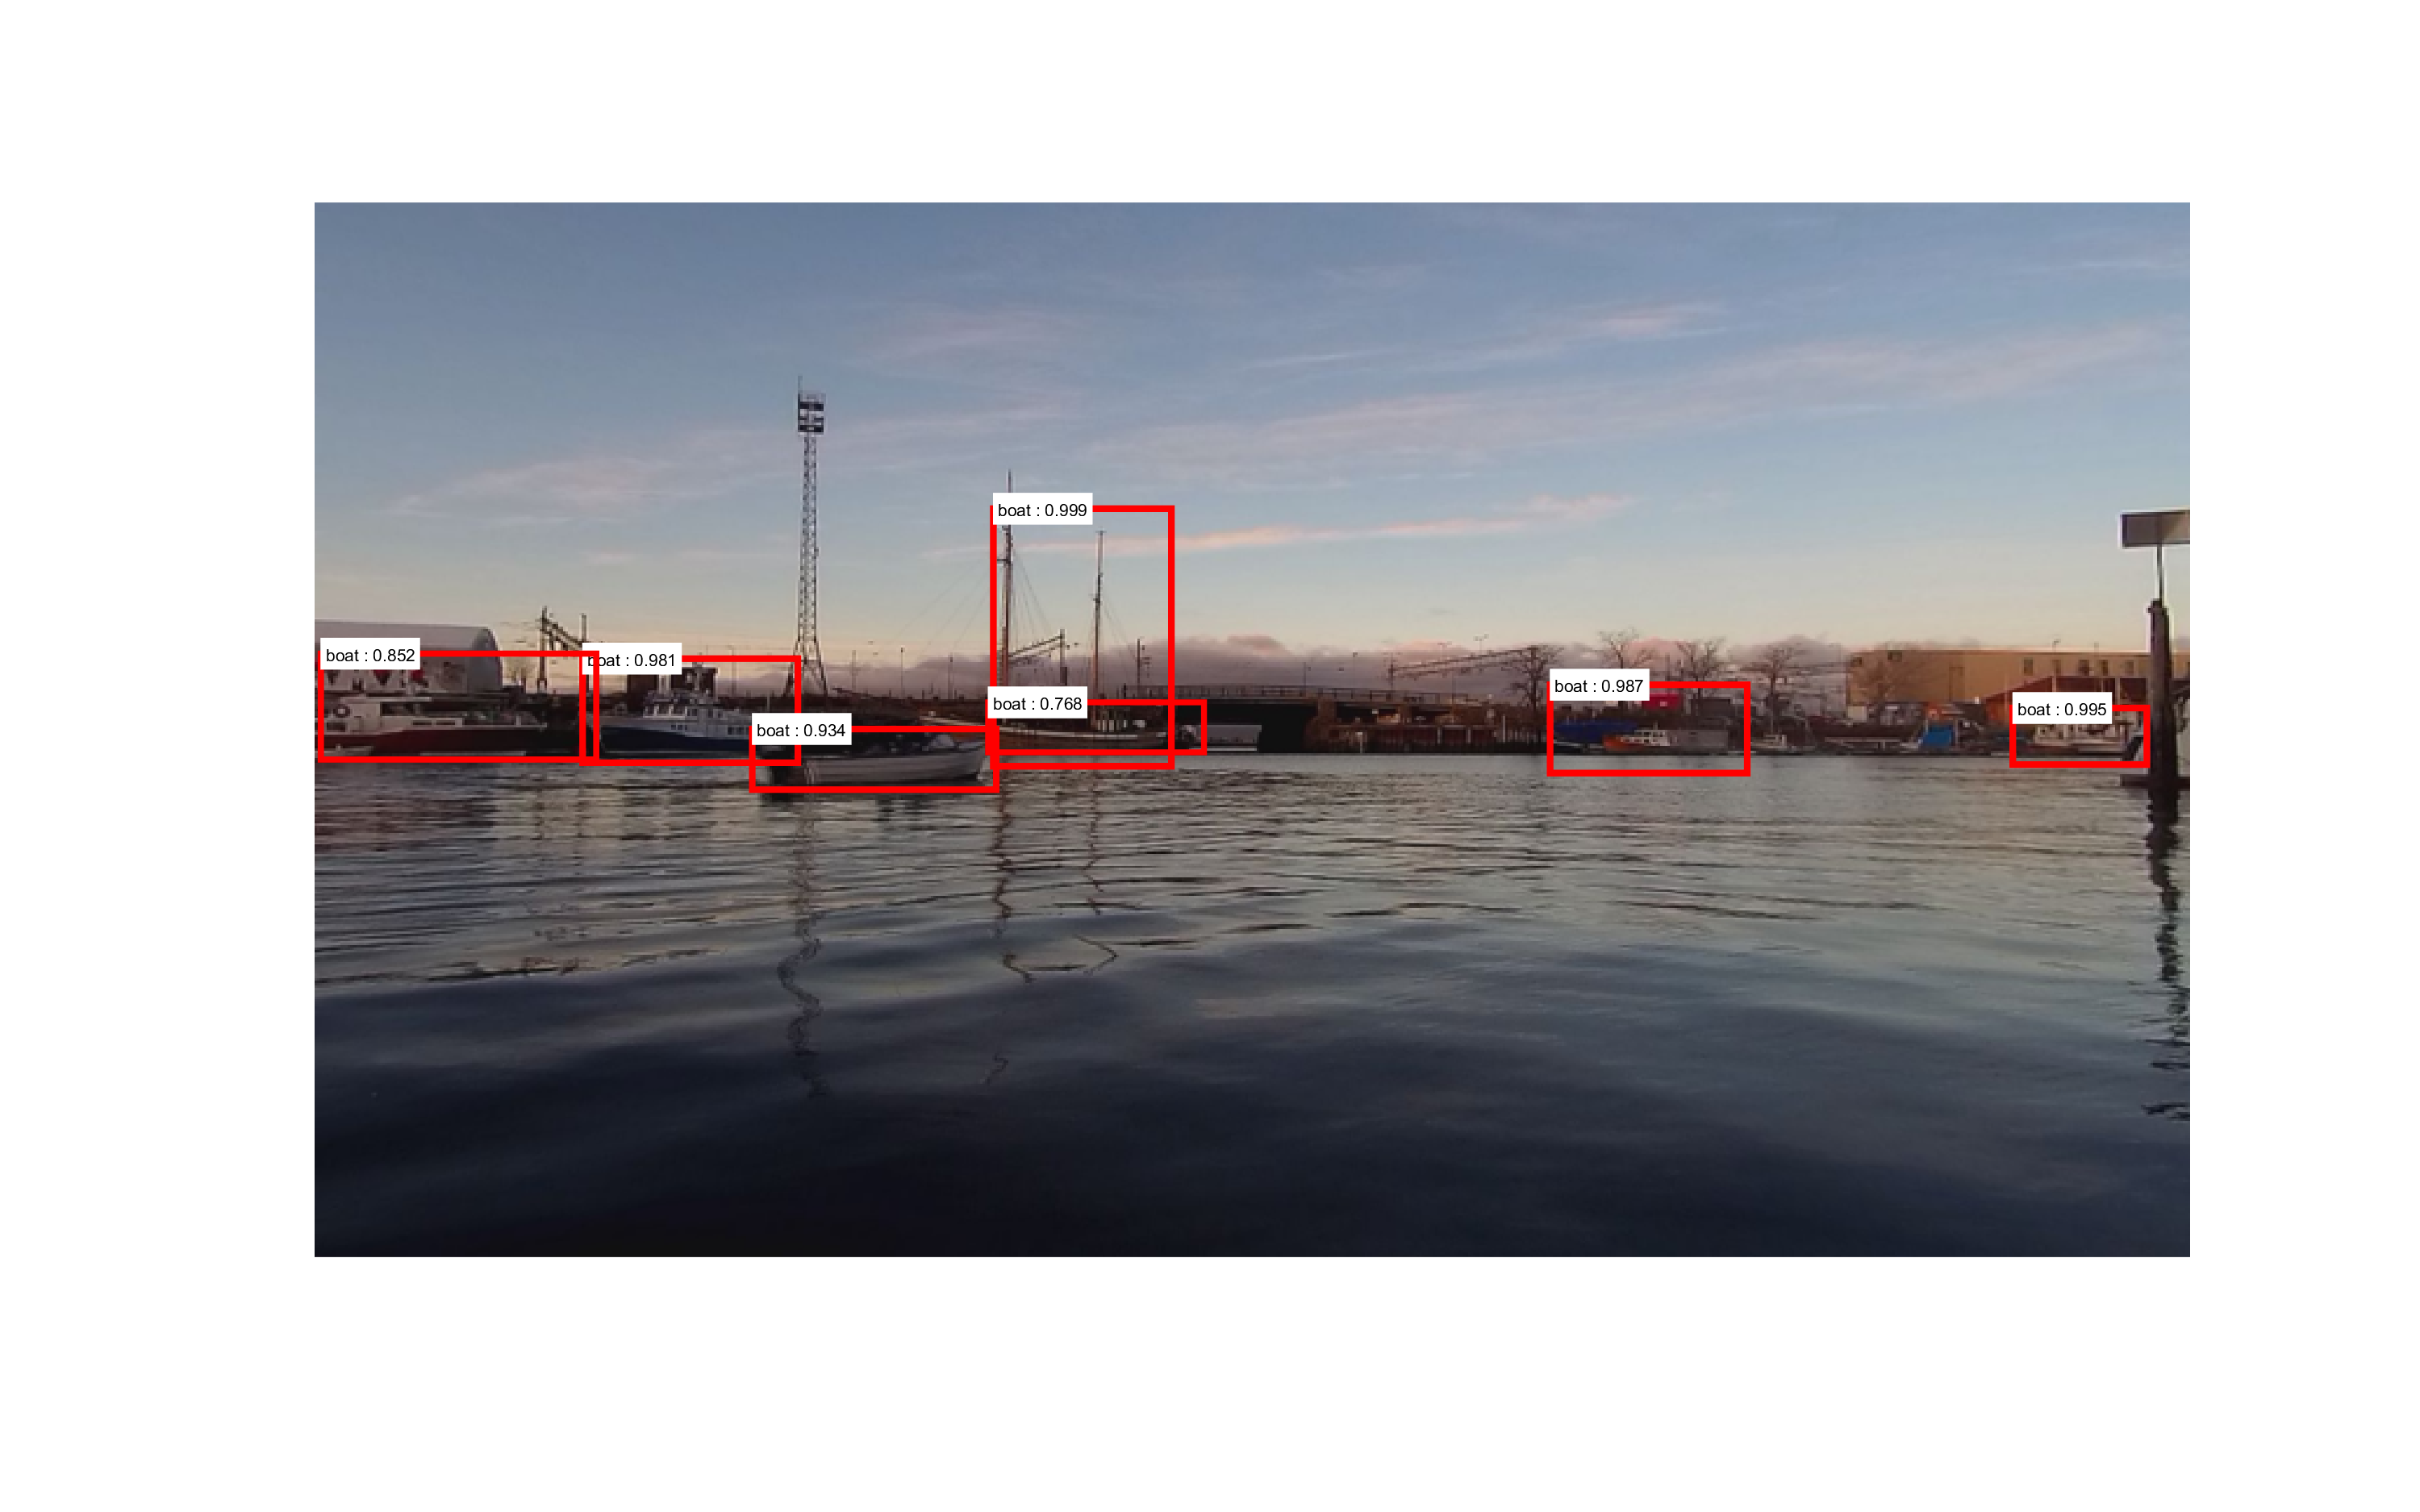 boat : 0.999
boat : 0.852
boat : 0.981
boat : 0.987
boat : 0.768
boat : 0.995
boat : 0.934